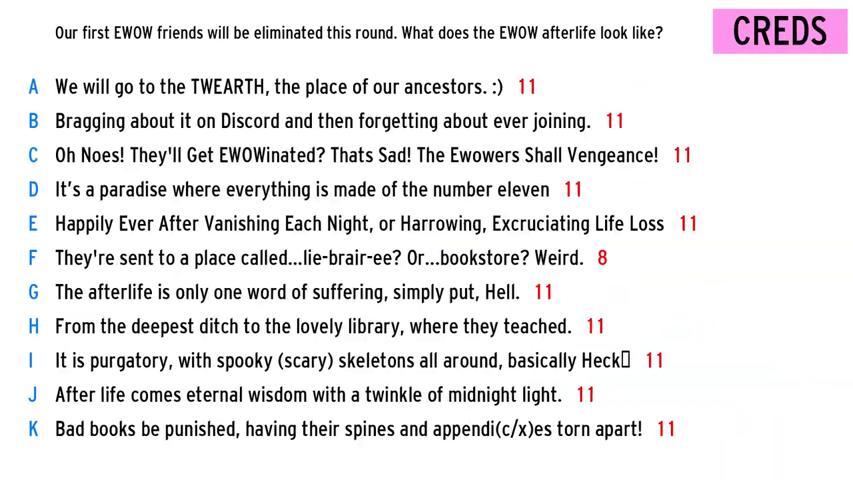 Our first EWOW friends will be eliminated this round. What does the EWOW afterlife look like?
CREDS
A We will go to the TWEARTH, the place of our ancestors. :) 11
B Bragging about it on Discord and then forgetting about ever joining. 11
C Oh Noes! They'll Get EWOWinated? Thats Sad! The Ewowers Shall Vengeance! 11
D It's a paradise where everything is made of the number eleven 11
E Happily Ever After Vanishing Each Night, or Harrowing, Excruciating Life Loss 11
F They're sent to a place called...lie-brair-ee? Or...bookstore? Weird. 8
G The afterlife is only one word of suffering, simply put, Hell. 11
H From the deepest ditch to the lovely library, where they teached. 11
I It is purgatory, with spooky (scary) skeletons all around, basically Heck▯ 11
J After life comes eternal wisdom with a twinkle of midnight light. 11
K Bad books be punished, having their spines and appendi(c/x)es torn apart! 11